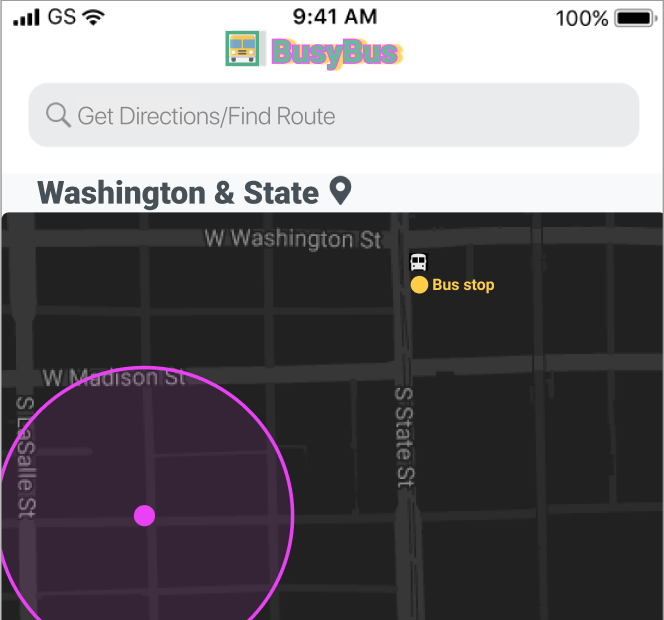 GS 9:41 AM 100%
BusyBus
Get Directions/Find Route
Washington & State
W Washington St
Bus stop
W Madison St
S LaSalle St
S State St